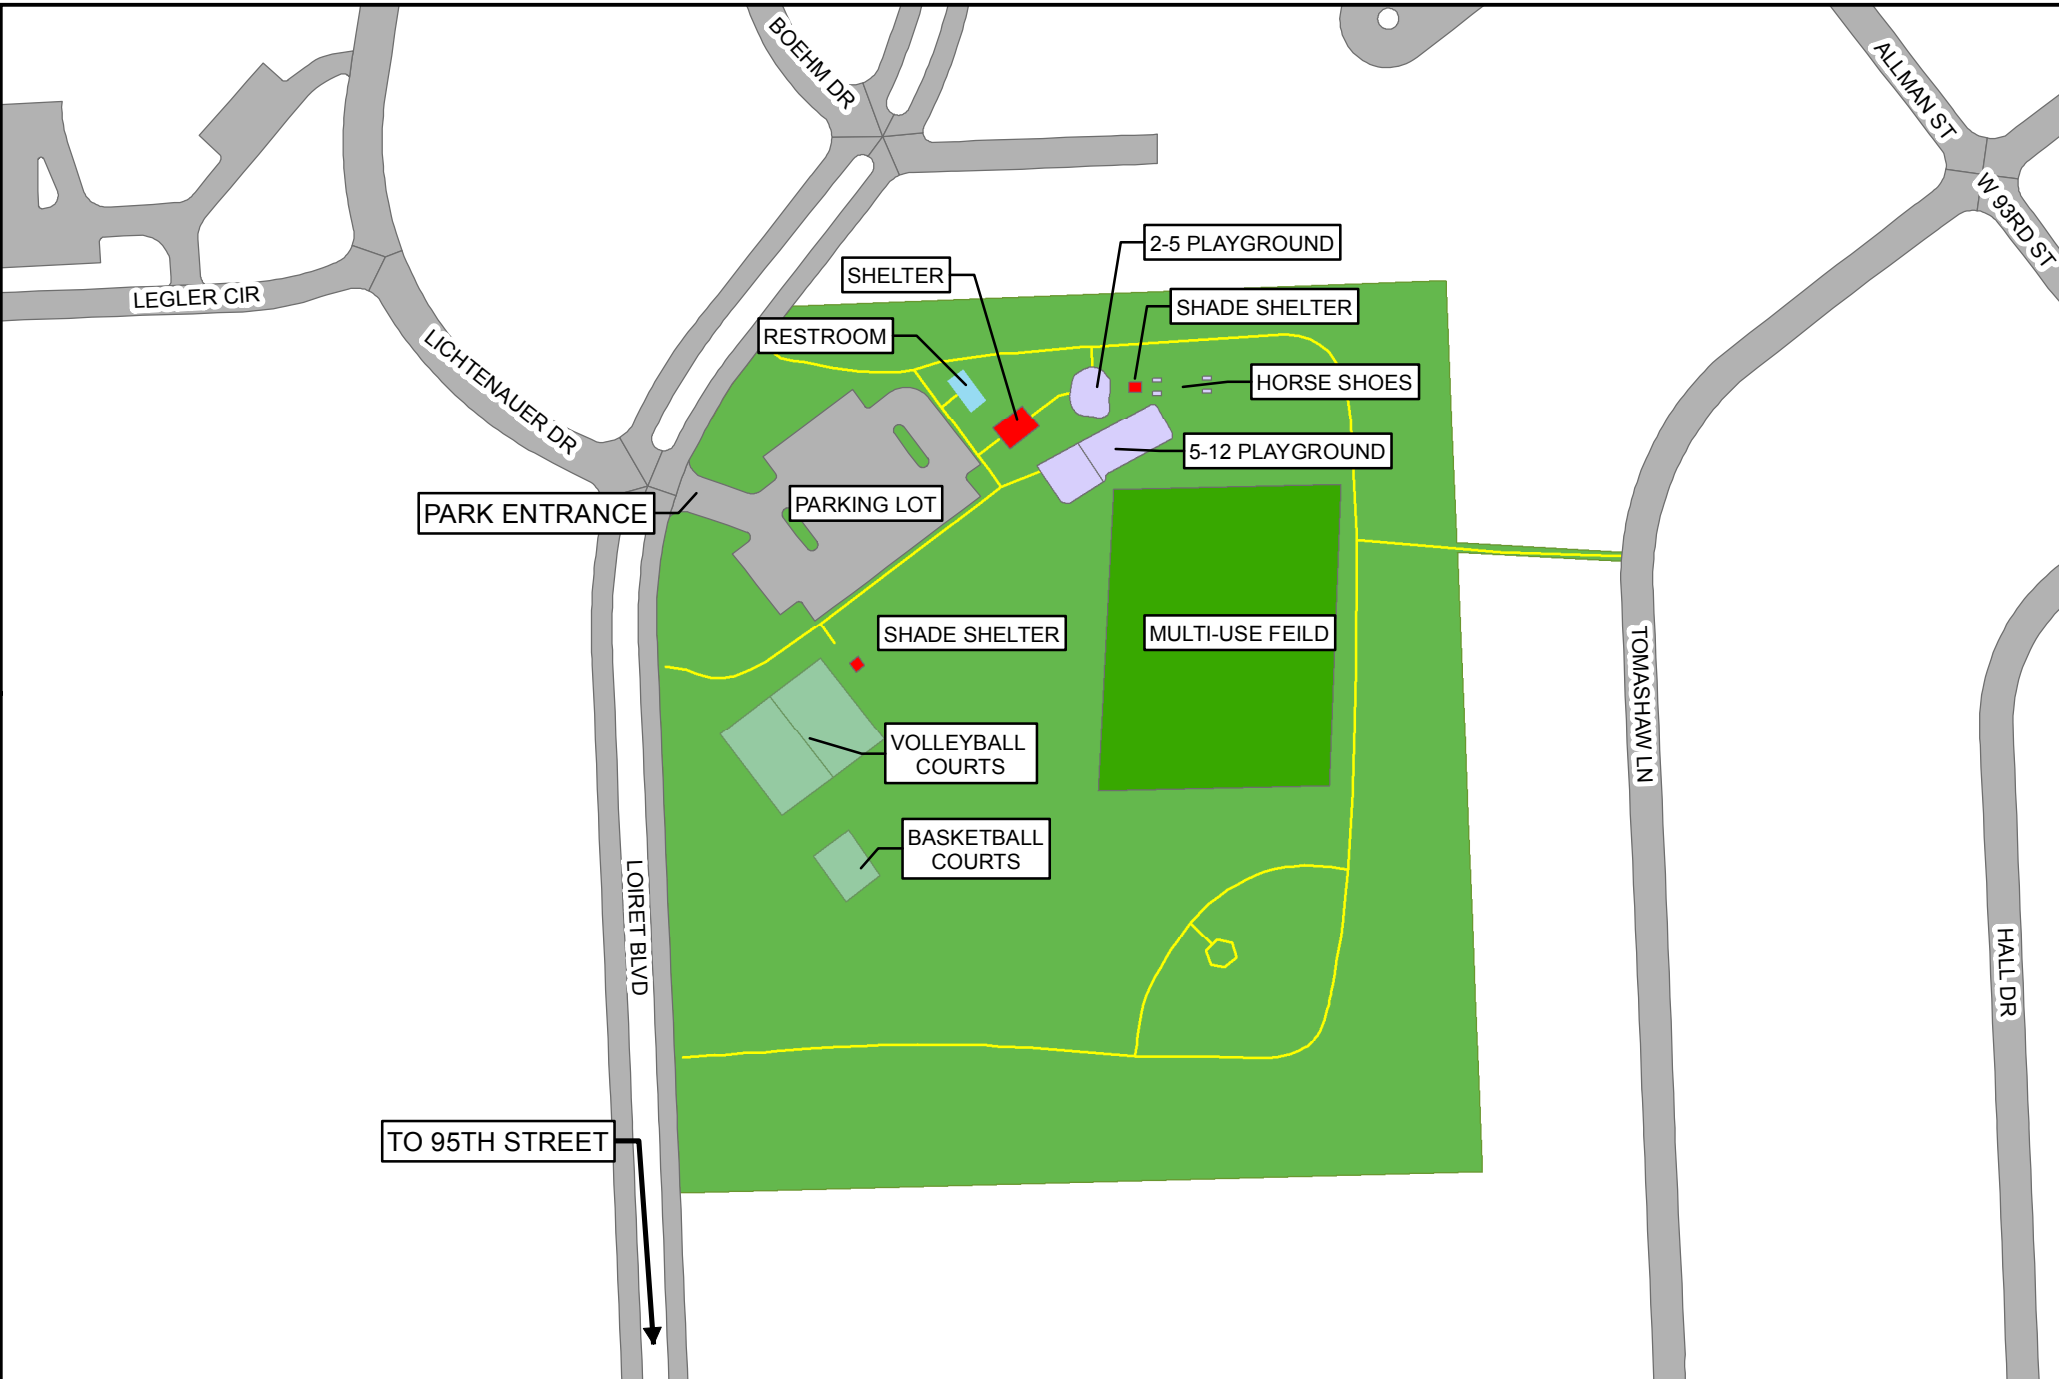 BOEHM DR
ALLMAN ST
W 93RD ST
2-5 PLAYGROUND
SHELTER
LEGLER CIR
SHADE SHELTER
RESTROOM
LICHTENAUER DR
HORSE SHOES
5-12 PLAYGROUND
PARK ENTRANCE
PARKING LOT
SHADE SHELTER
MULTI-USE FEILD
TOMASHAW LN
VOLLEYBALL
COURTS
BASKETBALL
COURTS
LOIRET BLVD
HALL DR
TO 95TH STREET